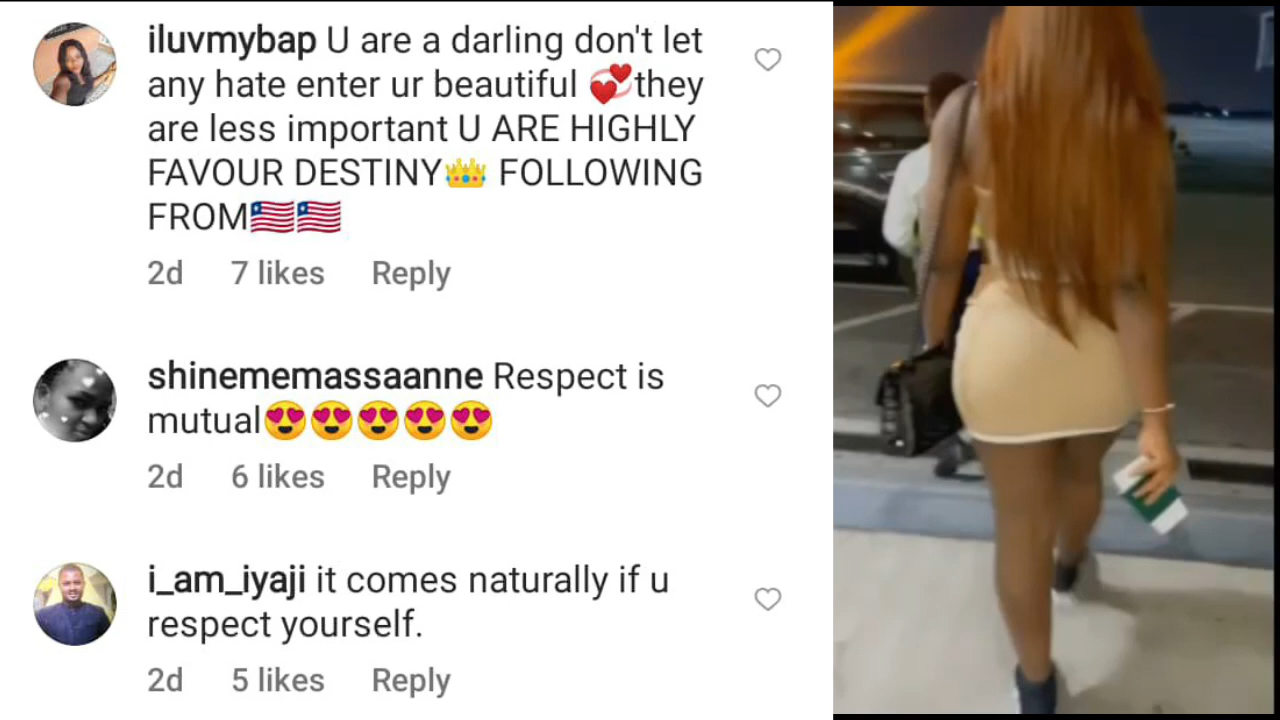 iluvmybap U are a darling don't let
any hate enter ur beautiful 💞they
are less important U ARE HIGHLY
FAVOUR DESTINY👑 FOLLOWING
FROM🇱🇷🇱🇷
2d 7 likes Reply
shinememassaanne Respect is
mutual😍😍😍😍😍
2d 6 likes Reply
i_am_iyaji it comes naturally if u
respect yourself.
2d 5 likes Reply